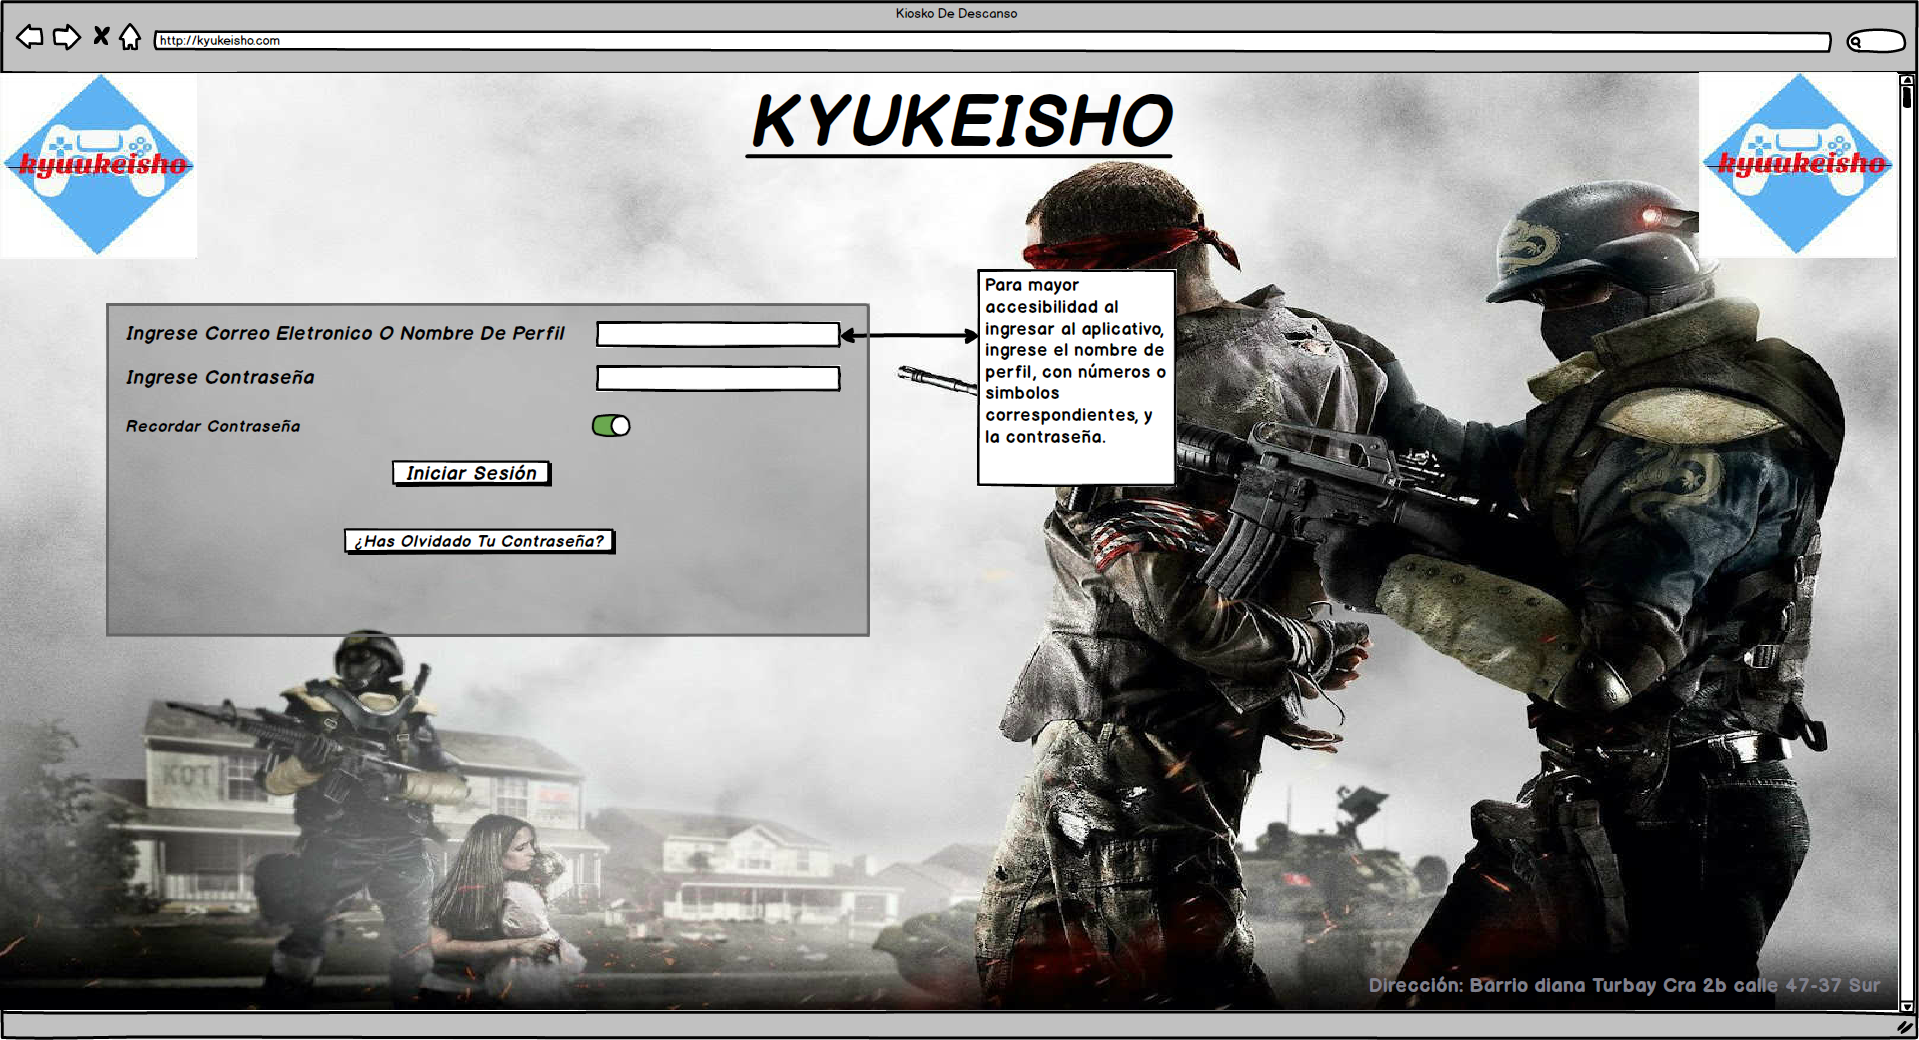 Kiosko De Descanso
http://kyukeisho.com
KYUKEISHO
kyuukeisho
kyuukeisho
Ingrese Correo Eletronico O Nombre De Perfil
Ingrese Contraseña
Recordar Contraseña
Iniciar Sesión
¿Has Olvidado Tu Contraseña?
Para mayor
accesibilidad al
ingresar al aplicativo,
ingrese el nombre de
perfil, con números o
simbolos
correspondientes, y
la contraseña.
KOT
Dirección: Barrio diana Turbay Cra 2b calle 47-37 Sur